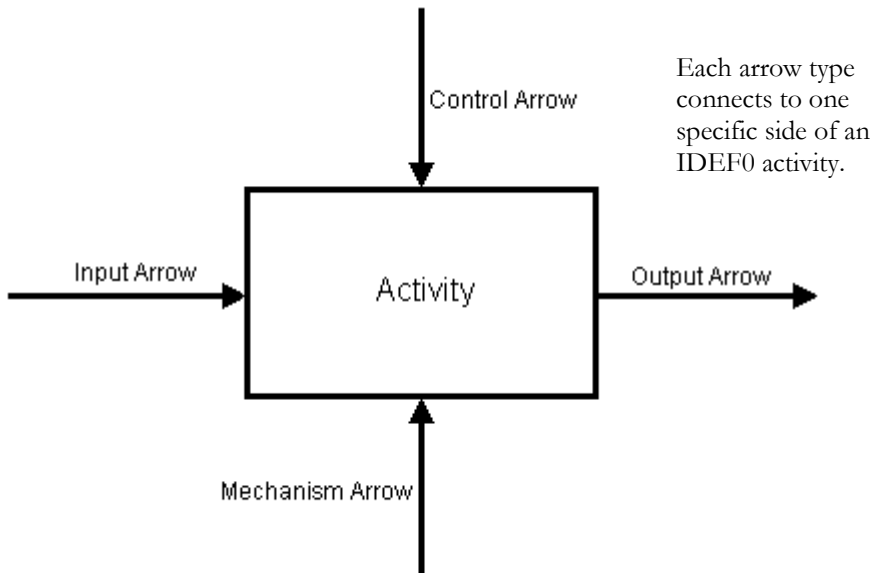 Control Arrow
Each arrow type
connects to one
specific side of an
IDEF0 activity.
Input Arrow
Activity
Output Arrow
Mechanism Arrow